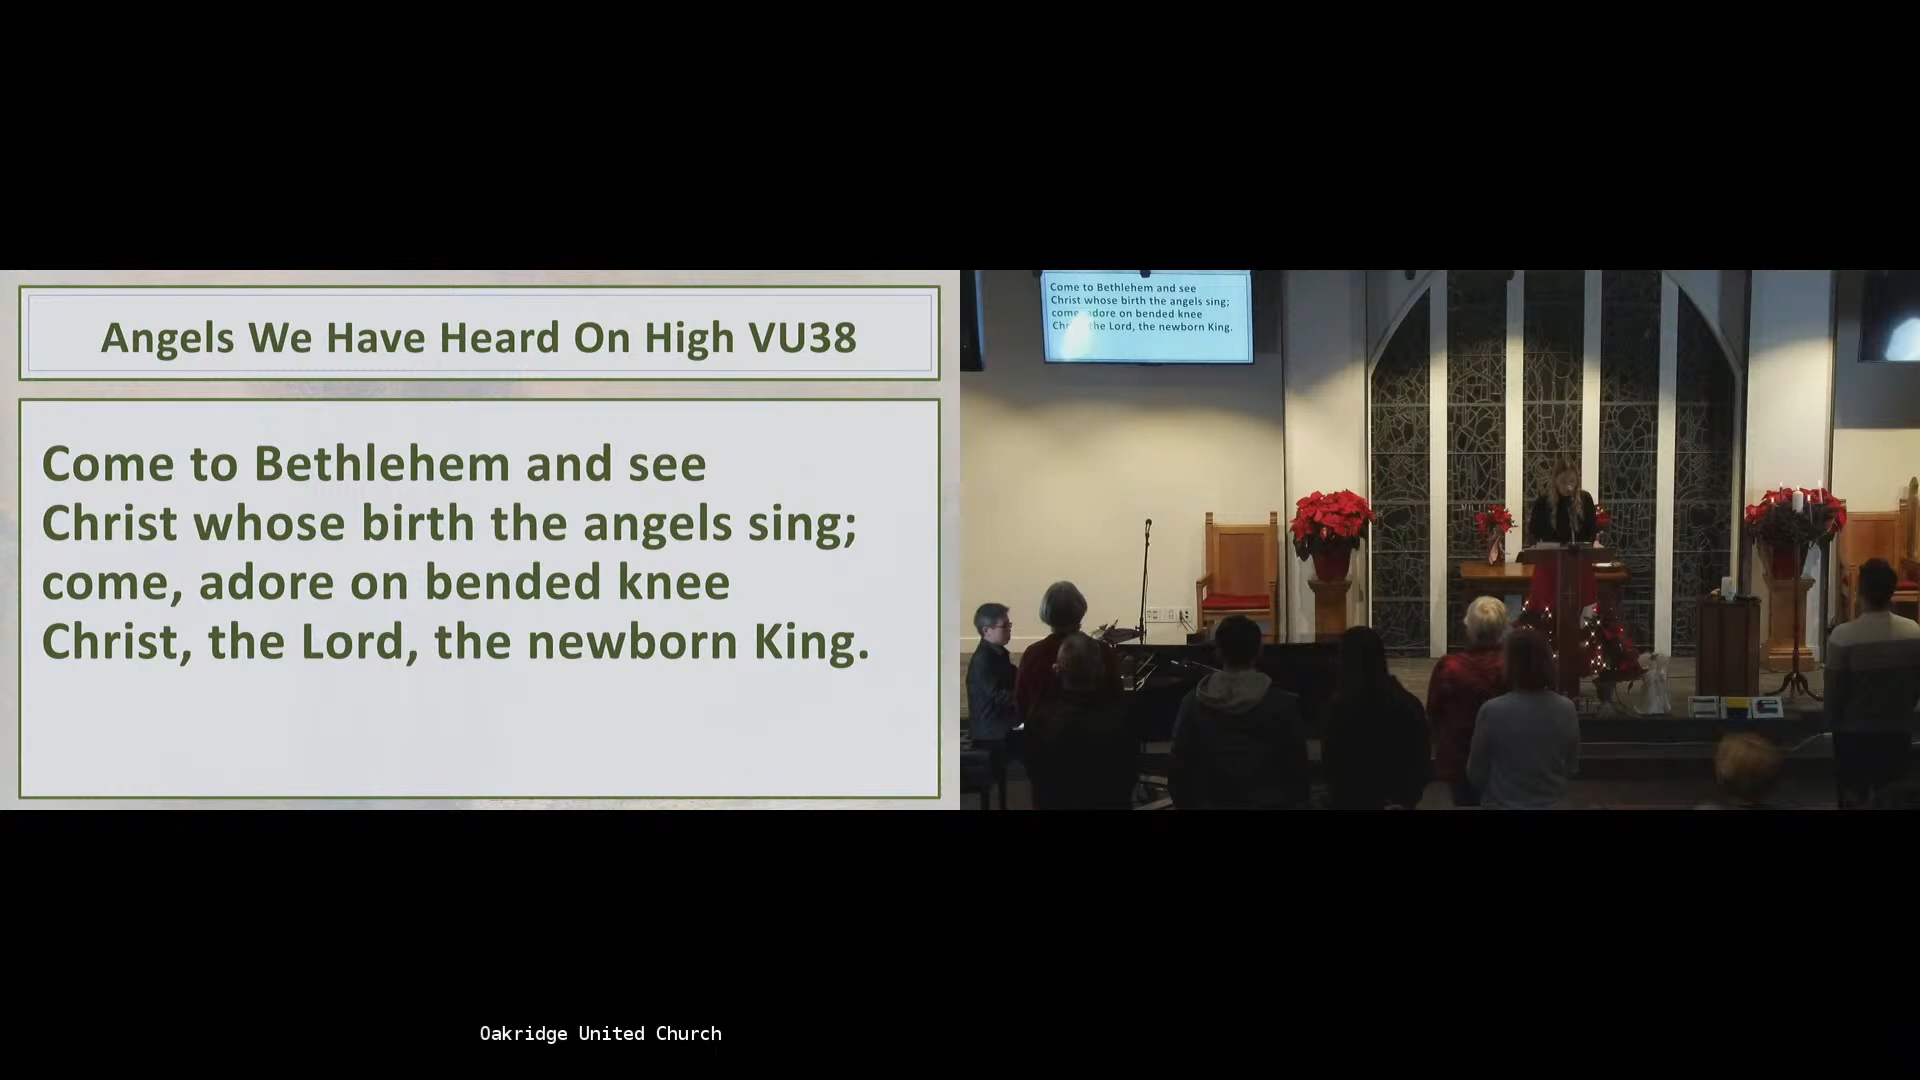 Angels We Have Heard On High VU38
Come to Bethlehem and see
Christ whose birth the angels sing;
come, adore on bended knee
Christ, the Lord, the newborn King.
Come to Bethlehem and see
Christ whose birth the angels sing;
come, adore on bended knee
Christ, the Lord, the newborn King.
Oakridge United Church